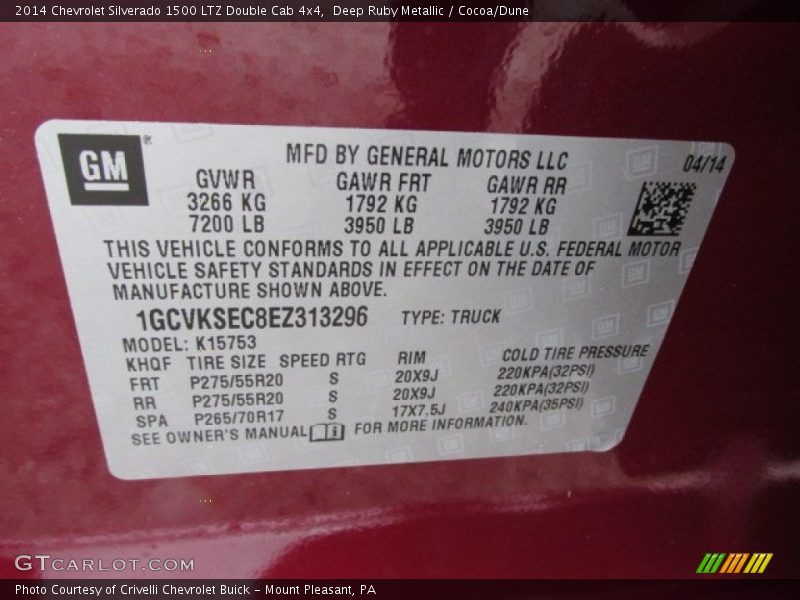 2014 Chevrolet Silverado 1500 LTZ Double Cab 4x4,  Deep Ruby Metallic / Cocoa/Dune
GM
MFD BY GENERAL MOTORS LLC
04/14
GVWR GAWR FRT GAWR RR
3266 KG 1792 KG 1792 KG
7200 LB 3950 LB 3950 LB
THIS VEHICLE CONFORMS TO ALL APPLICABLE U.S. FEDERAL MOTOR
VEHICLE SAFETY STANDARDS IN EFFECT ON THE DATE OF
MANUFACTURE SHOWN ABOVE.
1GCVKSEC8EZ313296 TYPE: TRUCK
MODEL: K15753
KHQF TIRE SIZE SPEED RTG RIM COLD TIRE PRESSURE
FRT P275/55R20 S 20X9J 220KPA(32PSI)
RR P275/55R20 S 20X9J 220KPA(32PSI)
SPA P265/70R17 S 17X7.5J 240KPA(35PSI)
SEE OWNER'S MANUAL FOR MORE INFORMATION.
GTCARLOT.COM
Photo Courtesy of Crivelli Chevrolet Buick - Mount Pleasant, PA